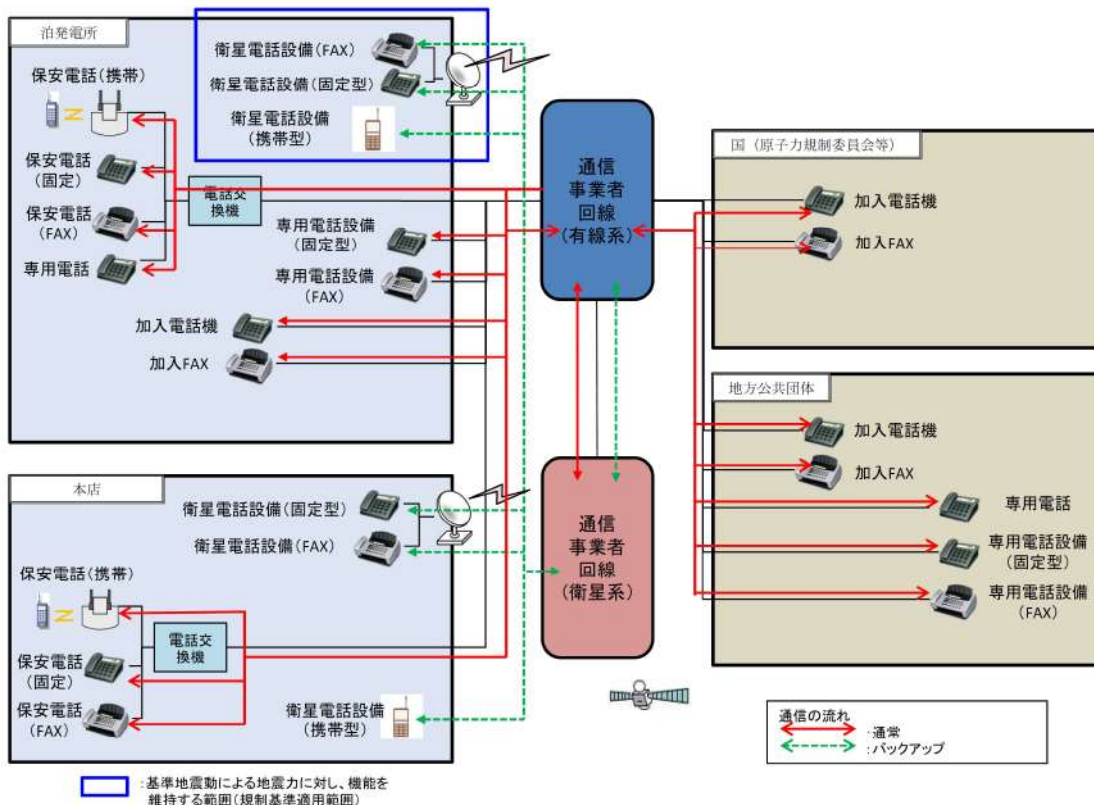 泊発電所
衛星電話設備(FAX)
衛星電話設備(固定型)
衛星電話設備
(携帯型)
保安電話(携帯)
保安電話
(固定)
保安電話
(FAX)
専用電話
電話交
換機
専用電話設備
(固定型)
専用電話設備
(FAX)
加入電話機
加入FAX
通信
事業者
回線
(有線系)
国（原子力規制委員会等）
加入電話機
加入FAX
地方公共団体
加入電話機
加入FAX
専用電話
専用電話設備
(固定型)
専用電話設備
(FAX)
本店
衛星電話設備(固定型)
衛星電話設備(FAX)
保安電話(携帯)
電話交
換機
保安電話
(固定)
保安電話
(FAX)
衛星電話設備
(携帯型)
通信
事業者
回線
(衛星系)
通信の流れ
:通常
:バックアップ
:基準地震動による地震力に対し、機能を
維持する範囲(規制基準適用範囲)